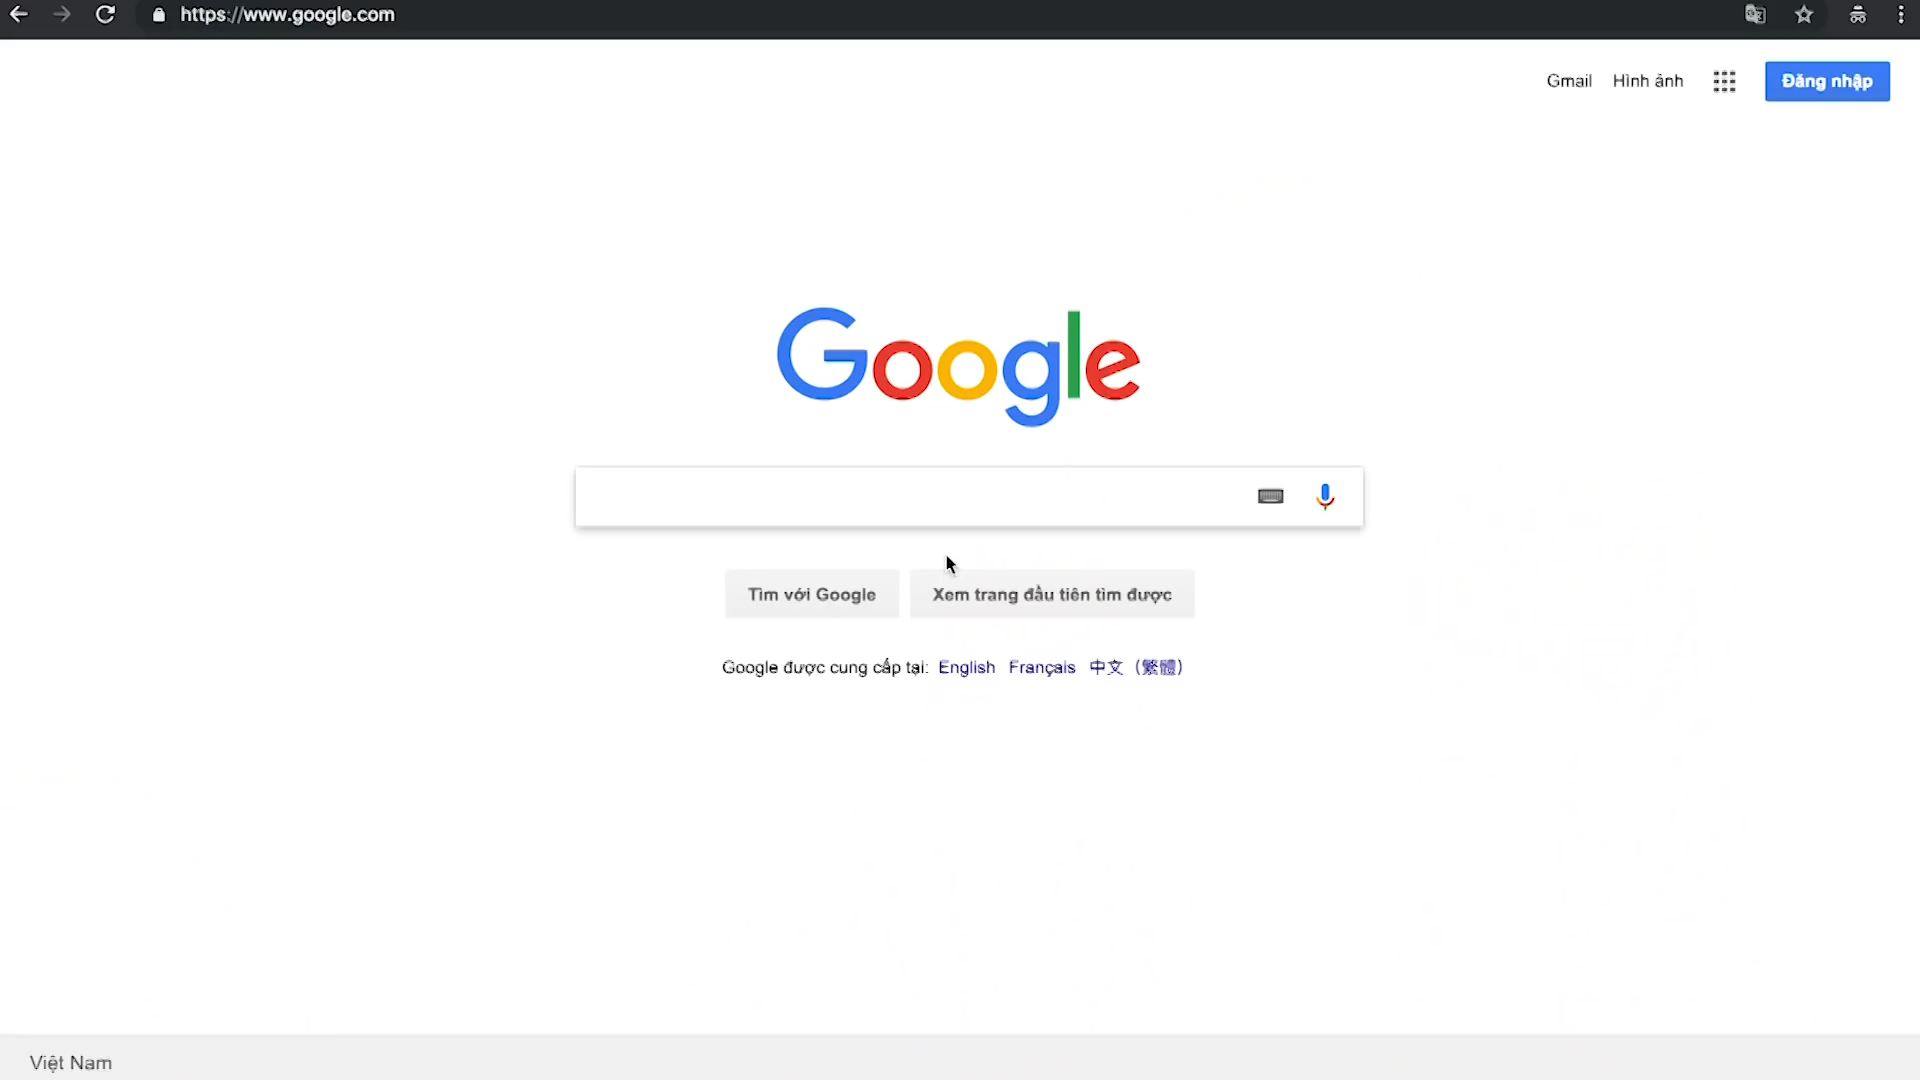 https://www.google.com
Gmail Hình ảnh Đăng nhập
Google
Tìm với Google Xem trang đầu tiên tìm được
Google được cung cấp tại: English Français 中文（繁體）
Việt Nam